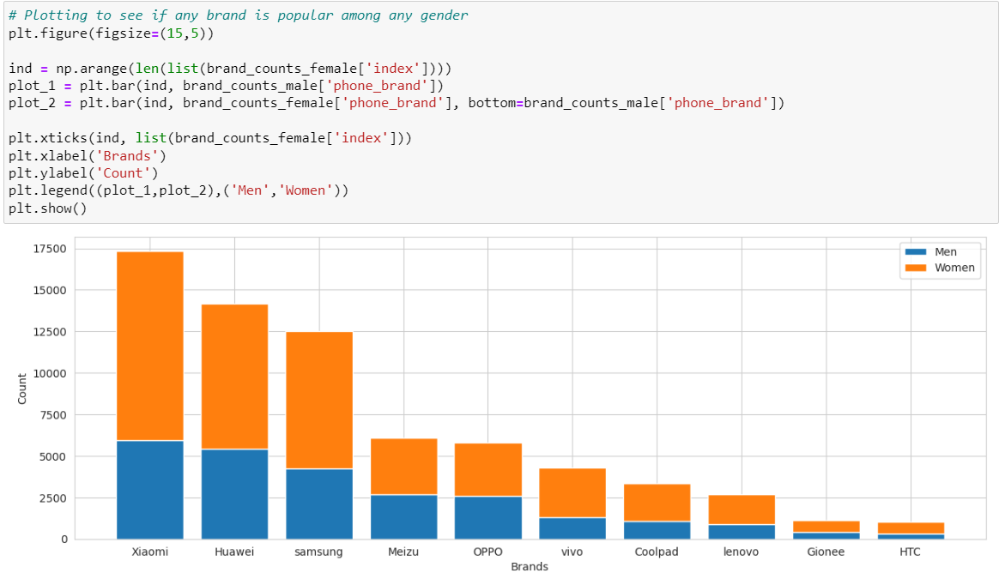 # Plotting to see if any brand is popular among any gender
plt.figure(figsize=(15,5))
ind = np.arange(len(list(brand_counts_female['index'])))
plot_1 = plt.bar(ind, brand_counts_male['phone_brand'])
plot_2 = plt.bar(ind, brand_counts_female['phone_brand'], bottom=brand_counts_male['phone_brand'])
plt.xticks(ind, list(brand_counts_female['index']))
plt.xlabel('Brands')
plt.ylabel('Count')
plt.legend((plot_1,plot_2),('Men','Women'))
plt.show()
17500
15000
12500
10000
7500
5000
2500
0
Count
Men
Women
Xiaomi Huawei samsung Meizu OPPO vivo Coolpad lenovo Gionee HTC
Brands